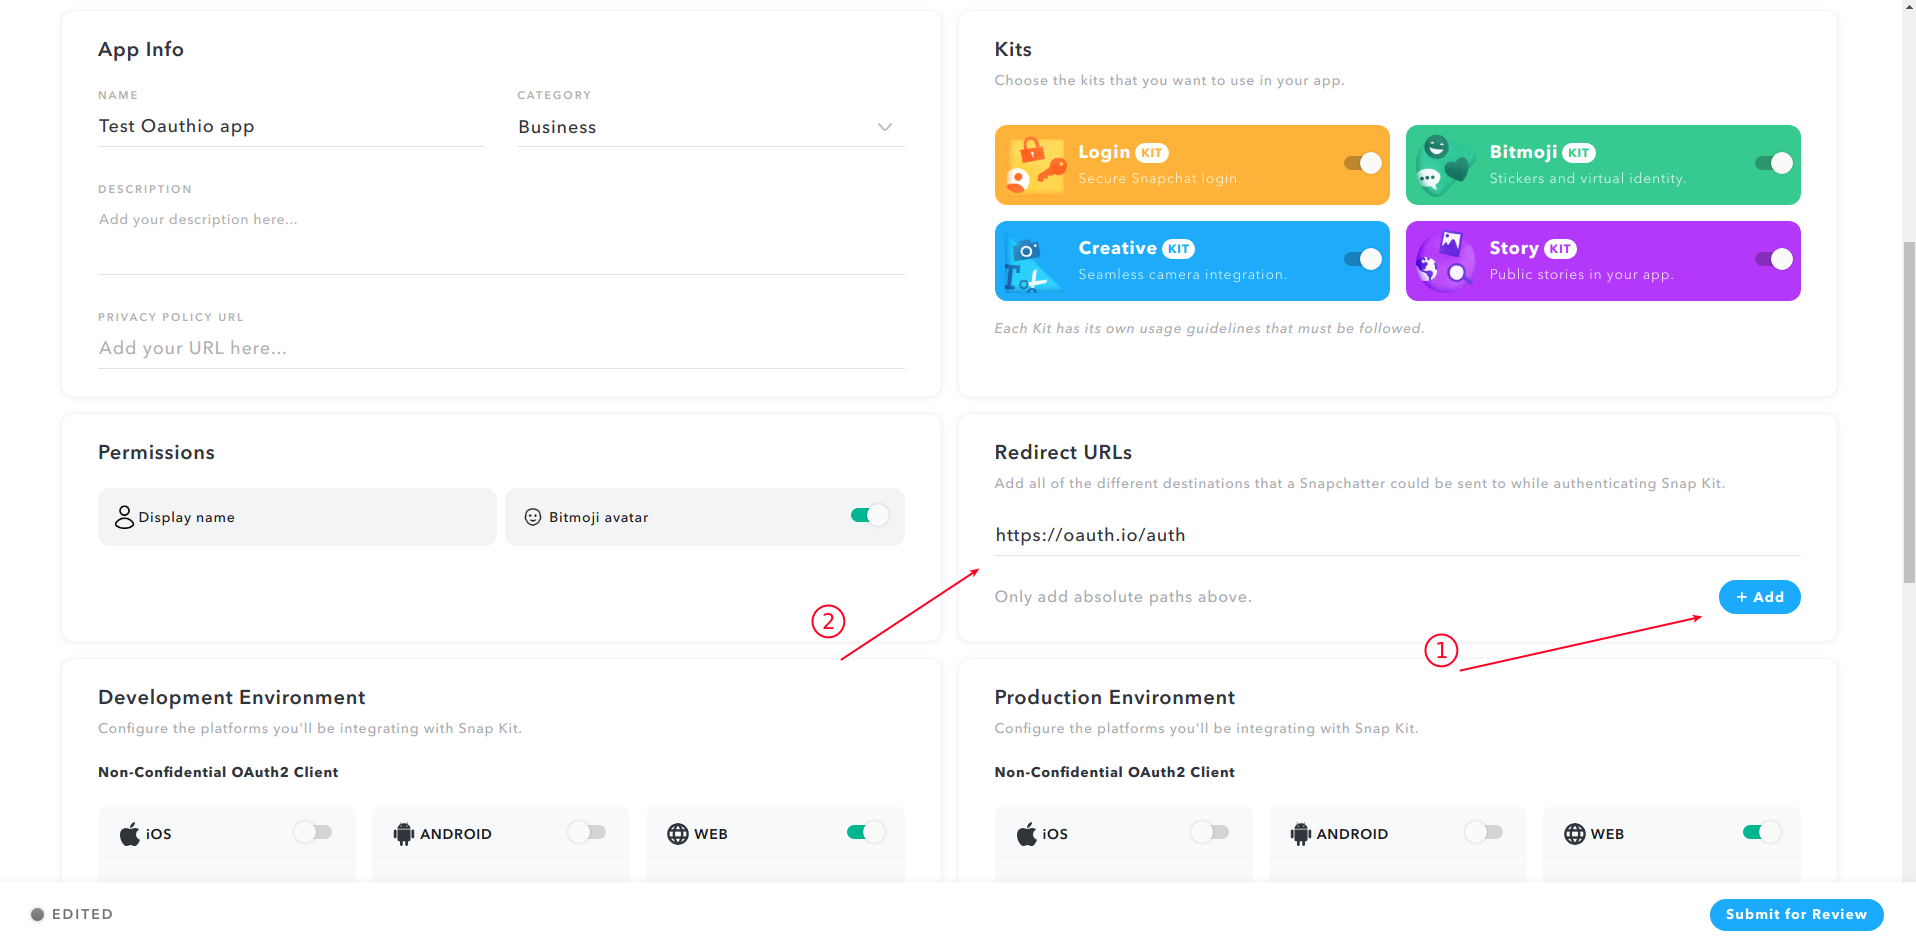 App Info
NAME
Test Oauthio app
CATEGORY
Business
DESCRIPTION
Add your description here...
PRIVACY POLICY URL
Add your URL here...
Kits
Choose the kits that you want to use in your app.
Login KIT
Secure Snapchat login.
Bitmoji KIT
Stickers and virtual identity.
Creative KIT
Seamless camera integration.
Story KIT
Public stories in your app.
Each Kit has its own usage guidelines that must be followed.
Permissions
Display name
Bitmoji avatar
Redirect URLs
Add all of the different destinations that a Snapchatter could be sent to while authenticating Snap Kit.
https://oauth.io/auth
Only add absolute paths above.
+ Add
2
1
Development Environment
Configure the platforms you'll be integrating with Snap Kit.
Non-Confidential OAuth2 Client
iOS
ANDROID
WEB
Production Environment
Configure the platforms you'll be integrating with Snap Kit.
Non-Confidential OAuth2 Client
iOS
ANDROID
WEB
EDITED
Submit for Review